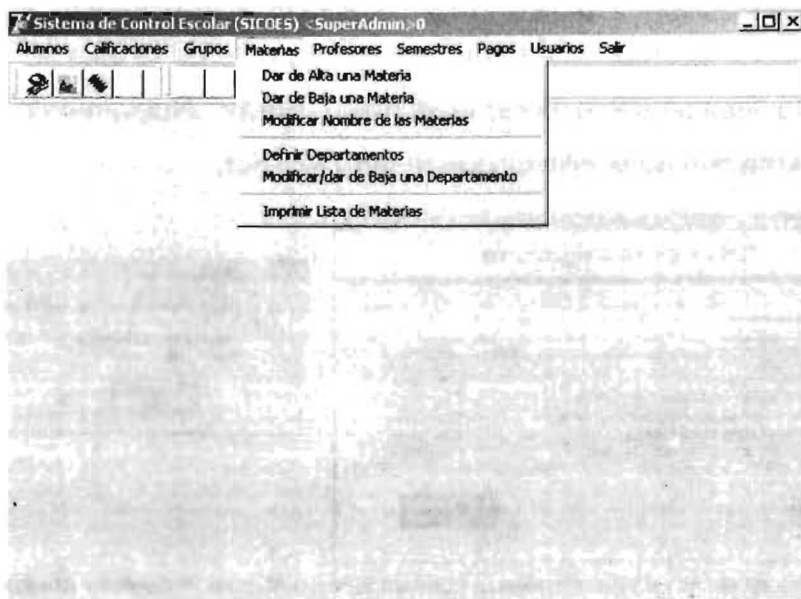 Sistema de Control Escolar (SICOES) <SuperAdmin>0
Alumnos Calificaciones Grupos Materias Profesores Semestres Pagos Usuarios Salir
Dar de Alta una Materia
Dar de Baja una Materia
Modificar Nombre de las Materias
Definir Departamentos
Modificar/dar de Baja una Departamento
Imprimir Lista de Materias